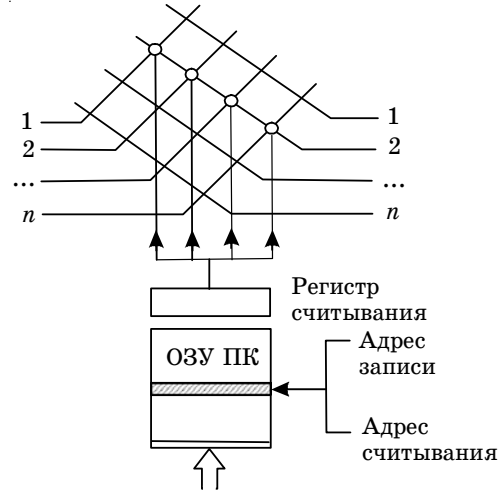 1
1
2
2
...
...
n
n
Регистр
считывания
ОЗУ ПК
Адрес
записи
Адрес
считывания